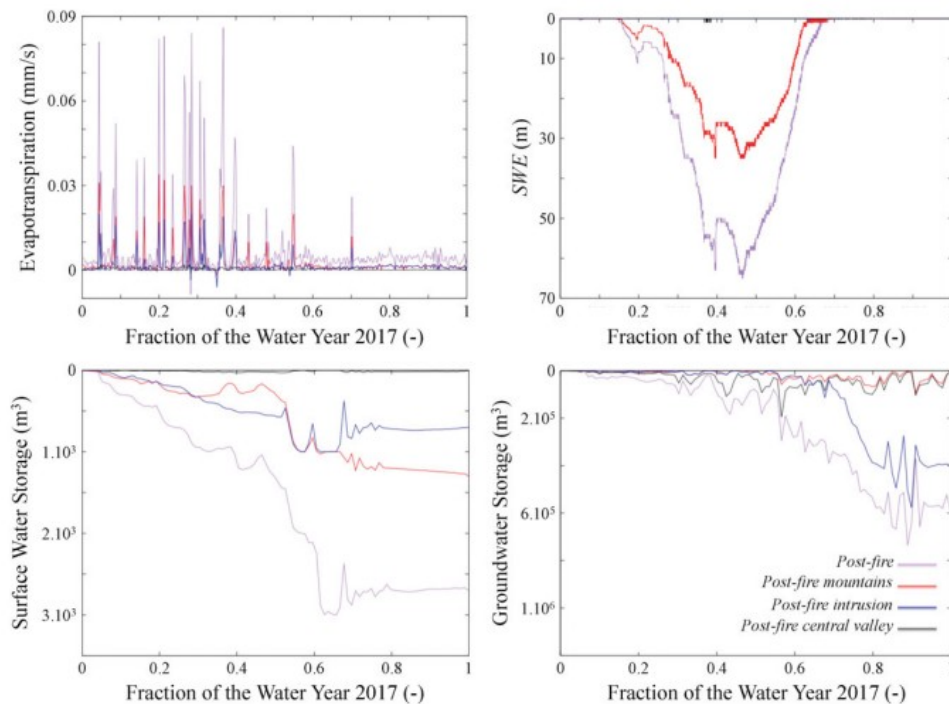 0.09
0.06
0.03
0
Evapotranspiration (mm/s)
0 0.2 0.4 0.6 0.8 1
Fraction of the Water Year 2017 (-)
0
10
30
50
70
SWE (m)
0 0.2 0.4 0.6 0.8 1
Fraction of the Water Year 2017 (-)
0
1.10³
2.10³
3.10³
Surface Water Storage (m³)
0 0.2 0.4 0.6 0.8 1
Fraction of the Water Year 2017 (-)
0
2.10⁵
6.10⁵
1.10⁶
Groundwater Storage (m³)
Post-fire
Post-fire mountains
Post-fire intrusion
Post-fire central valley
0 0.2 0.4 0.6 0.8 1
Fraction of the Water Year 2017 (-)